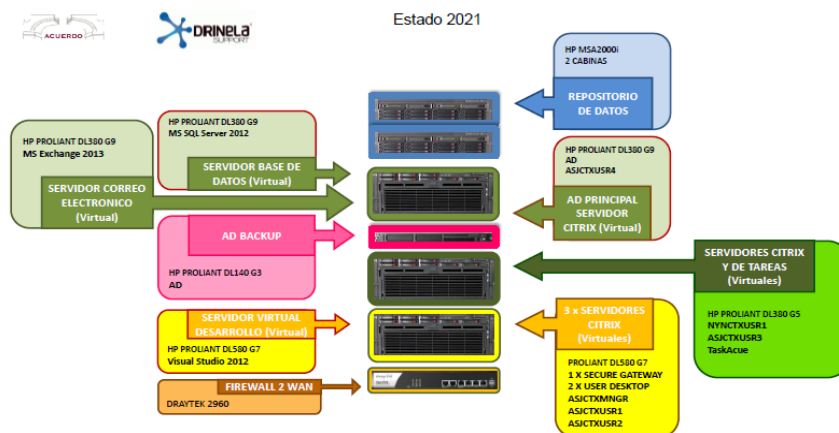 ACUERDO
DRINELA
SUPPORT
Estado 2021
HP MSA2000i
2 CABINAS
REPOSITORIO
DE DATOS
HP PROLIANT DL380 G9
MS SQL Server 2012
SERVIDOR BASE DE
DATOS (Virtual)
HP PROLIANT DL380 G9
MS Exchange 2013
SERVIDOR CORREO
ELECTRONICO
(Virtual)
HP PROLIANT DL380 G9
AD
ASJCTXUSR4
AD PRINCIPAL
SERVIDOR
CITRIX (Virtual)
AD BACKUP
HP PROLIANT DL140 G3
AD
SERVIDORES CITRIX
Y DE TAREAS
(Virtuales)
HP PROLIANT DL380 G5
NYNCTXUSR1
ASJCTXUSR3
TaskAcue
SERVIDOR VIRTUAL
DESARROLLO (Virtual)
HP PROLIANT DL580 G7
Visual Studio 2012
3 x SERVIDORES
CITRIX
(Virtuales)
PROLIANT DL580 G7
1 X SECURE GATEWAY
2 X USER DESKTOP
ASJCTXMNGR
ASJCTXUSR1
ASJCTXUSR2
FIREWALL 2 WAN
DRAYTEK 2960